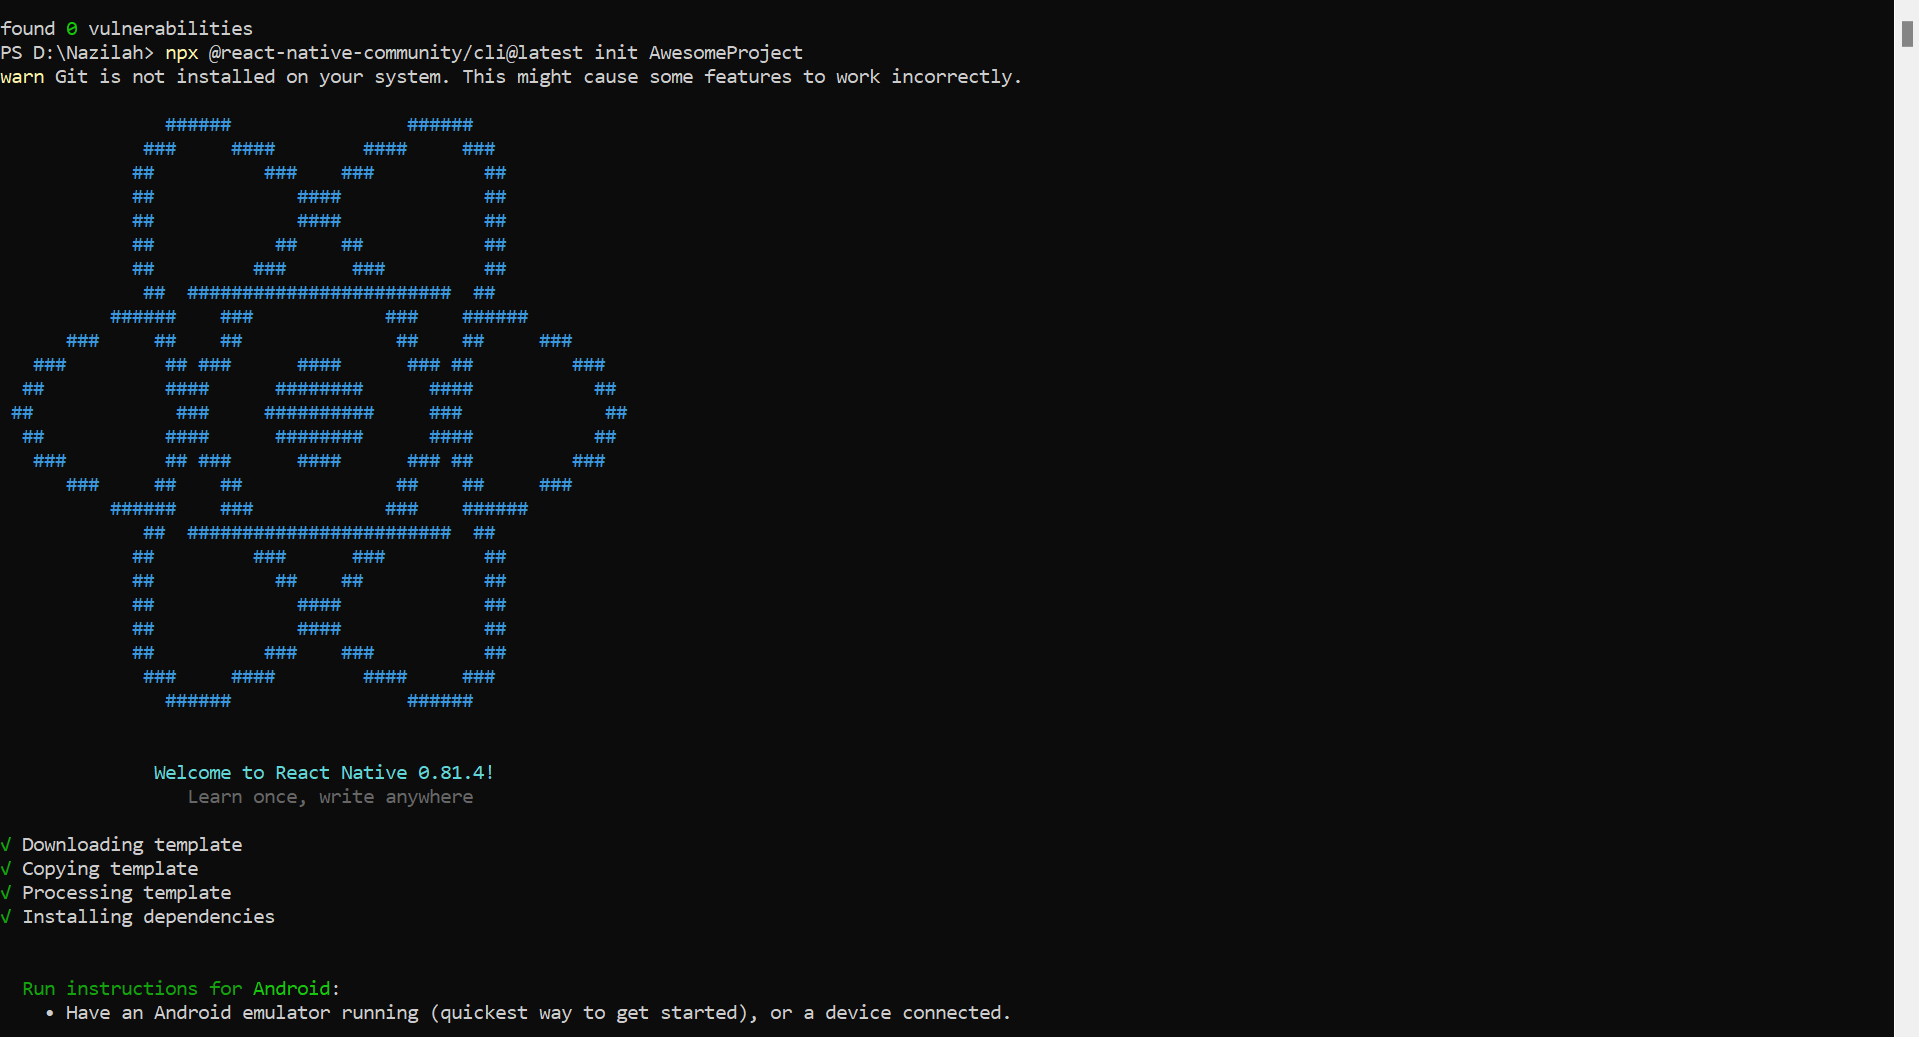 found 0 vulnerabilities
PS D:\Nazilah> npx @react-native-community/cli@latest init AwesomeProject
warn Git is not installed on your system. This might cause some features to work incorrectly.

               ######                ######
             ###     ####        ####     ###
            ##          ###    ###          ##
            ##             ####             ##
            ##             ####             ##
            ##           ##    ##           ##
            ##         ###      ###         ##
             ##  ########################  ##
          ######    ###            ###    ######
      ###     ##    ##              ##    ##     ###
   ###         ## ###      ####      ### ##         ###
  ##           ####      ########      ####           ##
 ##             ###     ##########     ###             ##
  ##           ####      ########      ####           ##
   ###         ## ###      ####      ### ##         ###
      ###     ##    ##              ##    ##     ###
          ######    ###            ###    ######
             ##  ########################  ##
            ##         ###      ###         ##
            ##           ##    ##           ##
            ##             ####             ##
            ##             ####             ##
            ##          ###    ###          ##
             ###     ####        ####     ###
               ######                ######

              Welcome to React Native 0.81.4!
                 Learn once, write anywhere

√ Downloading template
√ Copying template
√ Processing template
√ Installing dependencies

  Run instructions for Android:
    • Have an Android emulator running (quickest way to get started), or a device connected.